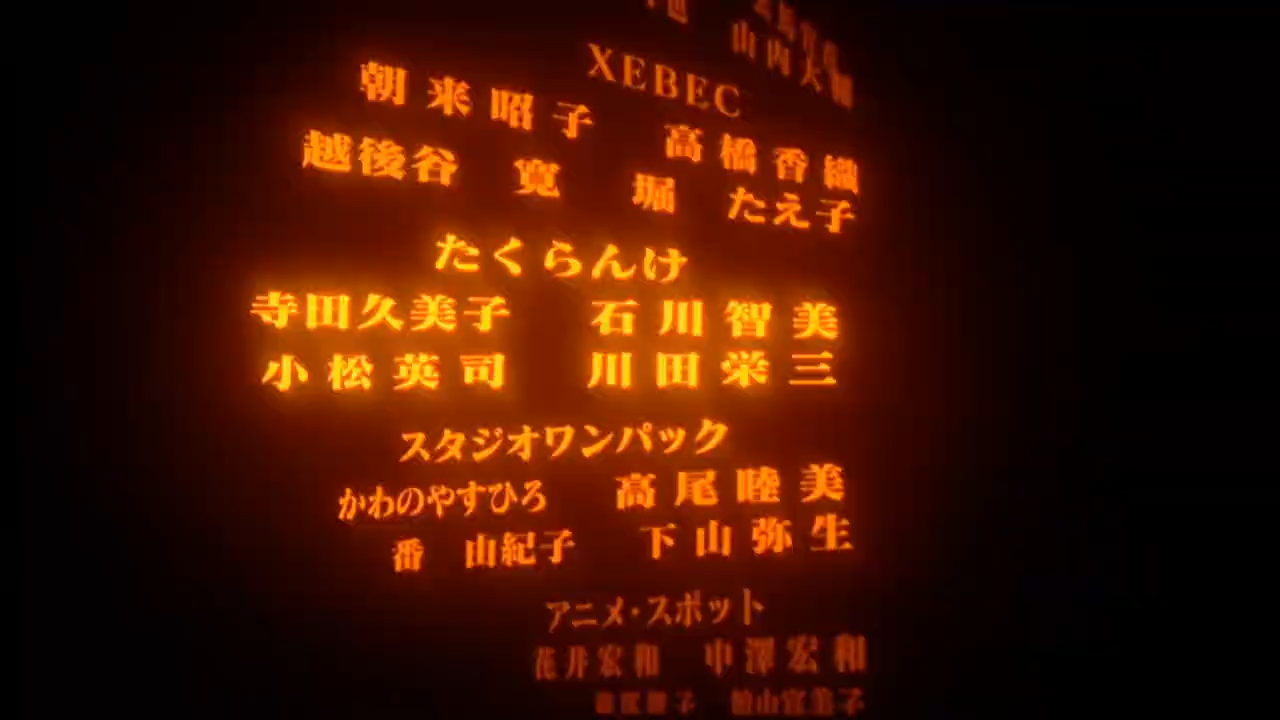 山内大輔
XEBEC
朝来昭子 高橋香織
越後谷 寛 堀 たえ子
たくらんけ
寺田久美子 石川智美
小松英司 川田栄三
スタジオワンパック
かわのやすひろ 高尾睦美
番 由紀子 下山弥生
アニメ・スポット
花井宏和 中澤宏和